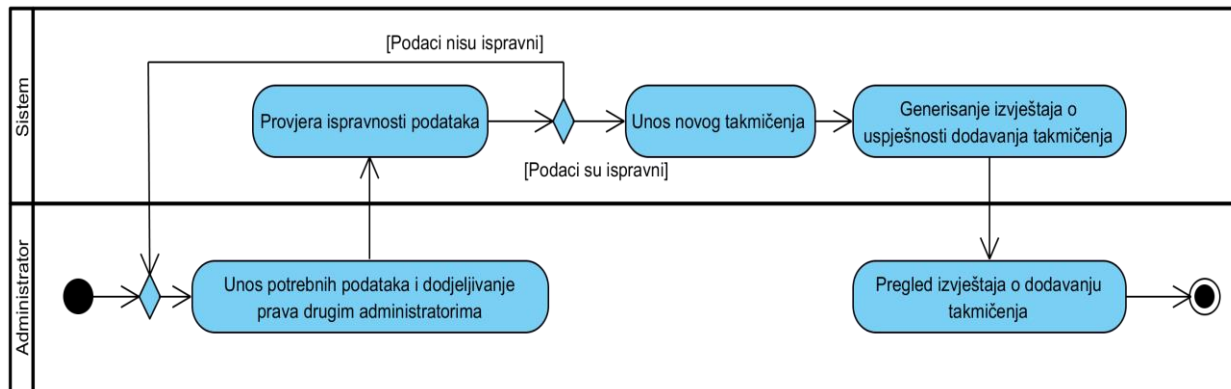 Sistem
[Podaci nisu ispravni]
Provjera ispravnosti podataka
Unos novog takmičenja
Generisanje izvještaja o
uspješnosti dodavanja takmičenja
[Podaci su ispravni]
Administrator
Unos potrebnih podataka i dodjeljivanje
prava drugim administratorima
Pregled izvještaja o dodavanju
takmičenja